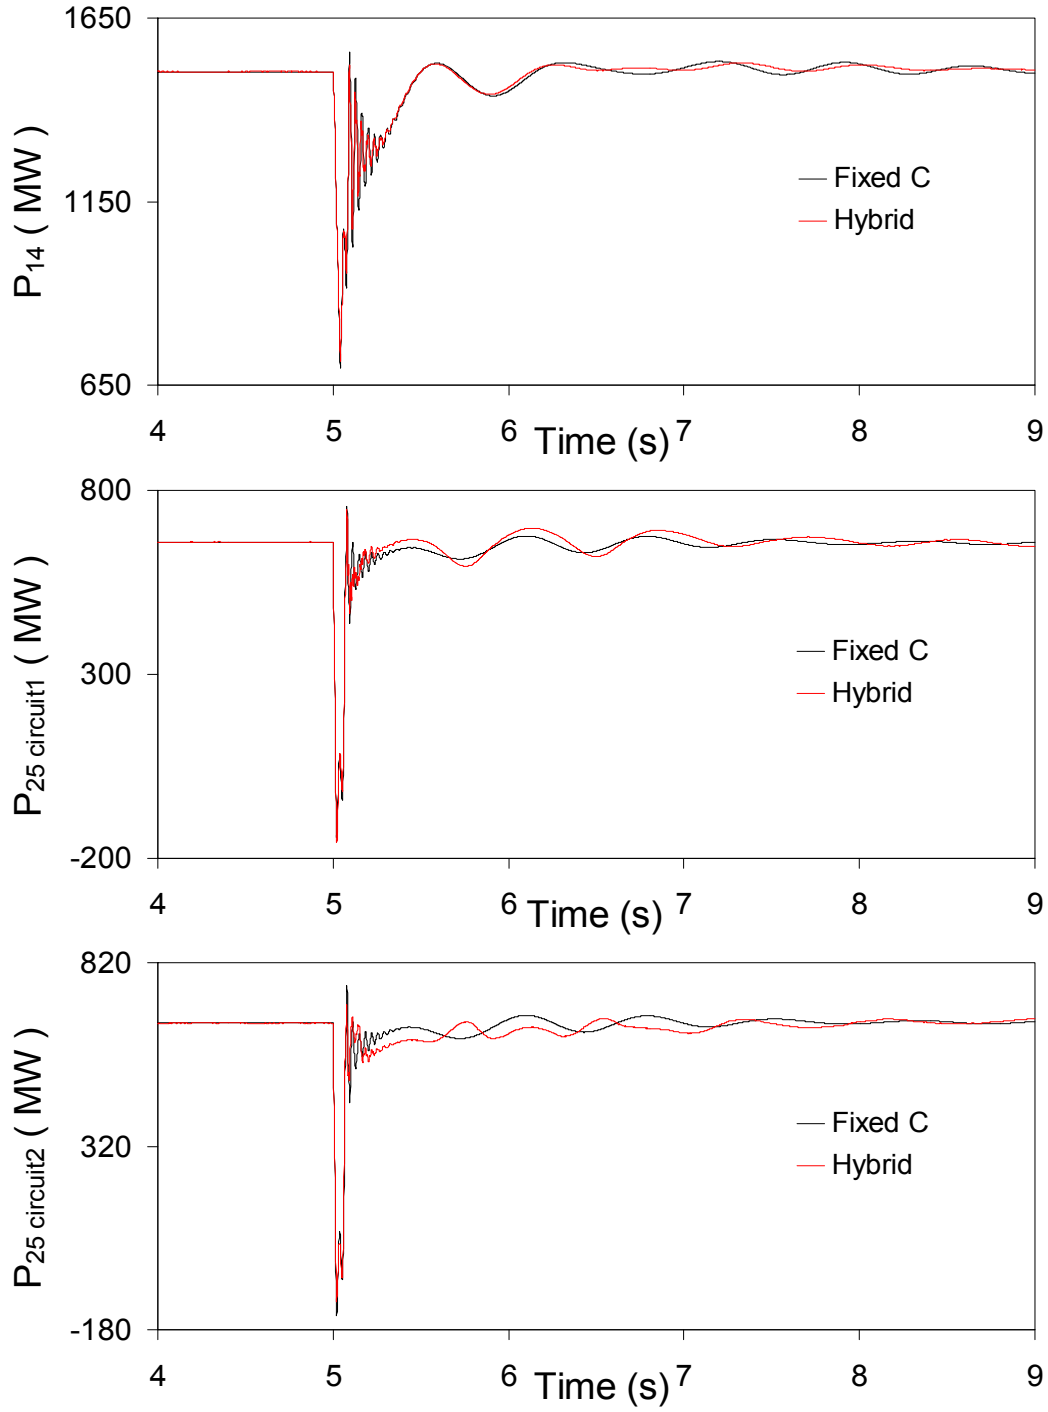 1650
1150
650
P14 ( MW )
Fixed C
Hybrid
4 5 6 7 8 9
Time (s)
800
300
-200
P25 circuit1 ( MW )
Fixed C
Hybrid
4 5 6 7 8 9
Time (s)
820
320
-180
P25 circuit2 ( MW )
Fixed C
Hybrid
4 5 6 7 8 9
Time (s)